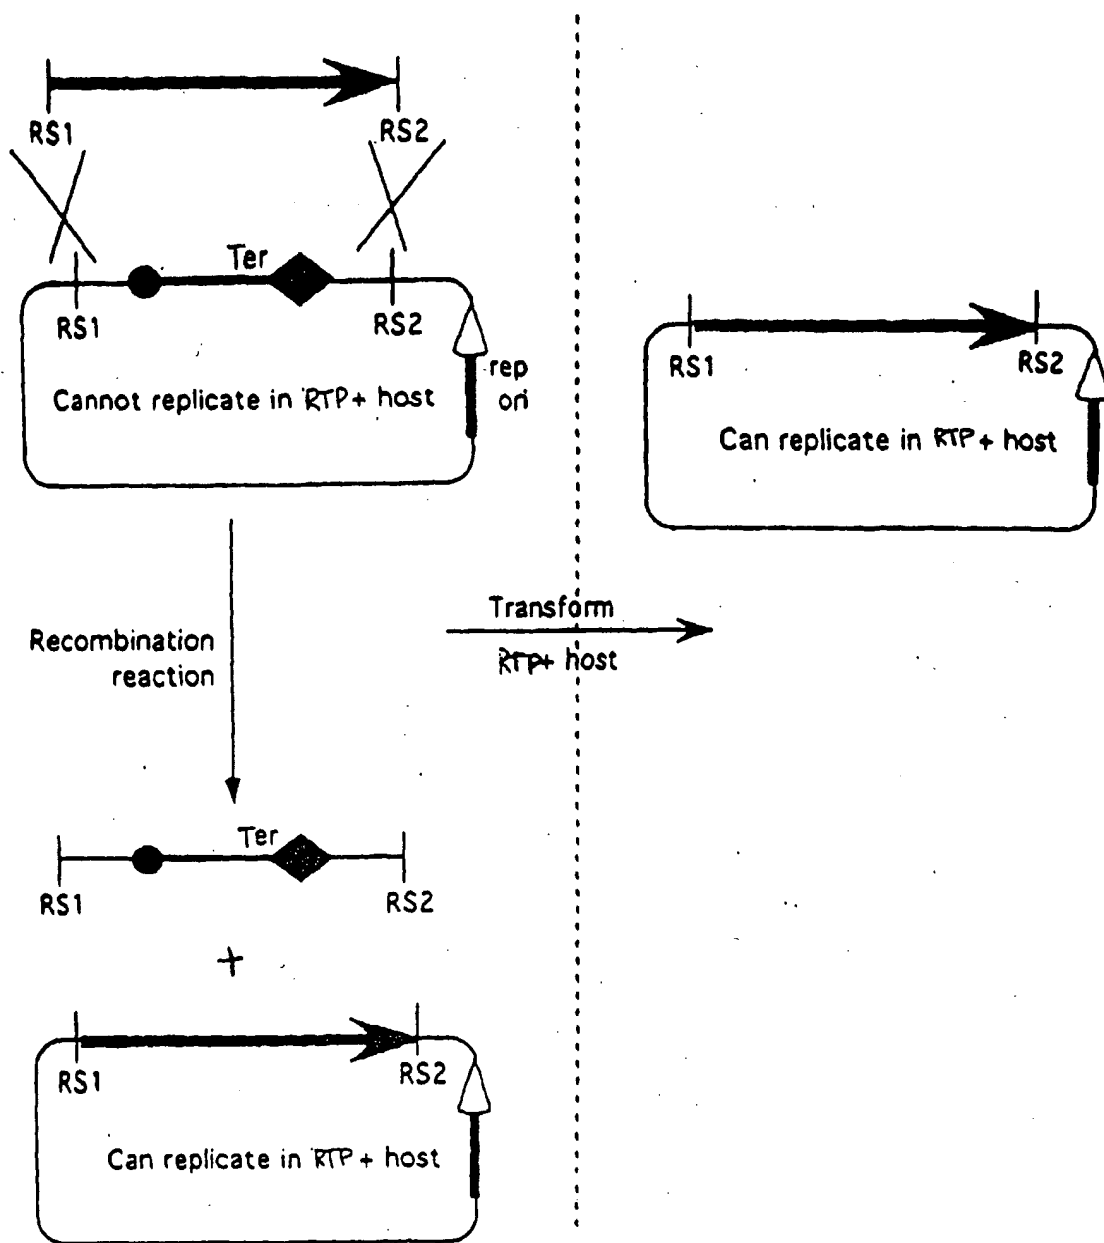 RS1
RS2
Ter
RS1
RS2
rep
ori
Cannot replicate in RTP+ host
Recombination
reaction
Ter
RS1
RS2
+
RS1
RS2
Can replicate in RTP + host
Transform
RTP+ host
RS1
RS2
Can replicate in RTP + host